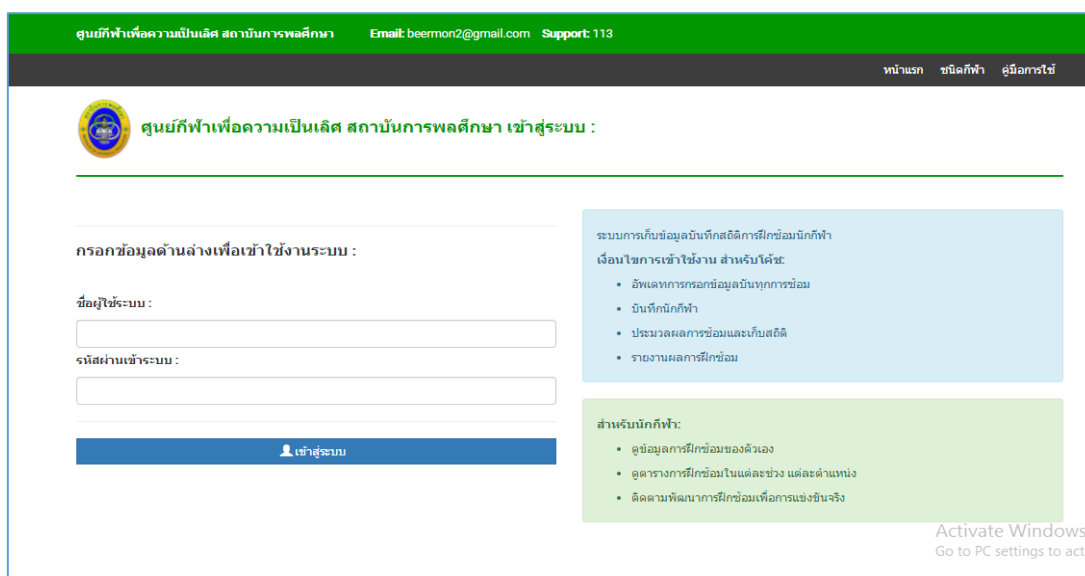 ศูนย์กีฬาเพื่อความเป็นเลิศ สถาบันการพลศึกษา Email: beermon2@gmail.com Support: 113
หน้าแรก ชนิดกีฬา คู่มือการใช้
ศูนย์กีฬาเพื่อความเป็นเลิศ สถาบันการพลศึกษา เข้าสู่ระบบ :
กรอกข้อมูลด้านล่างเพื่อเข้าใช้งานระบบ :
ชื่อผู้ใช้ระบบ :
รหัสผ่านเข้าระบบ :
เข้าสู่ระบบ
ระบบการเก็บข้อมูลบันทึกสถิติการฝึกซ้อมนักกีฬา
เงื่อนไขการเข้าใช้งาน สำหรับโค้ช:
อัพเดทการกรอกข้อมูลบันทุกการซ้อม
บันทึกนักกีฬา
ประมวลผลการซ้อมและเก็บสถิติ
รายงานผลการฝึกซ้อม
สำหรับนักกีฬา:
ดูข้อมูลการฝึกซ้อมของตัวเอง
ดูตารางการฝึกซ้อมในแต่ละช่วง แต่ละตำแหน่ง
ติดตามพัฒนาการฝึกซ้อมเพื่อการแข่งขันจริง
Activate Windows
Go to PC settings to act